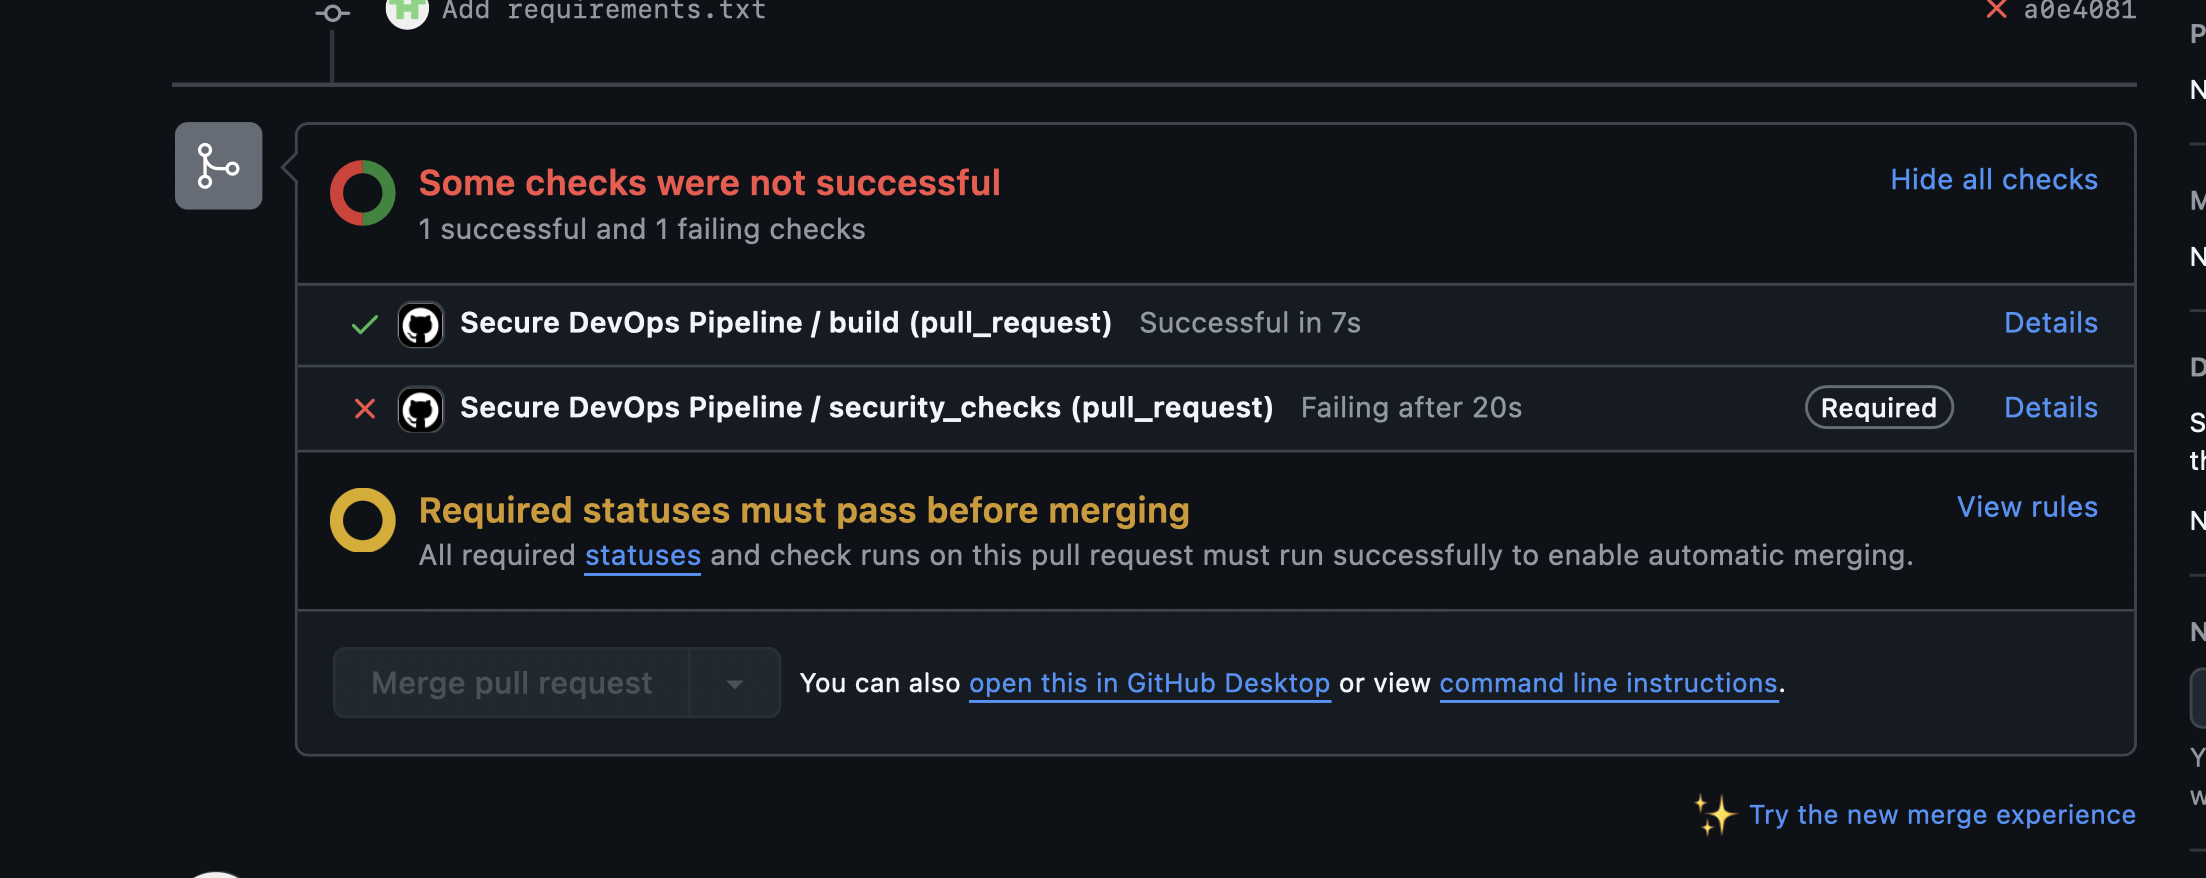 Add requirements.txt
a0e4081
Some checks were not successful
Hide all checks
1 successful and 1 failing checks
Secure DevOps Pipeline / build (pull_request) Successful in 7s Details
Secure DevOps Pipeline / security_checks (pull_request) Failing after 20s Required Details
Required statuses must pass before merging
View rules
All required statuses and check runs on this pull request must run successfully to enable automatic merging.
Merge pull request
You can also open this in GitHub Desktop or view command line instructions.
Try the new merge experience